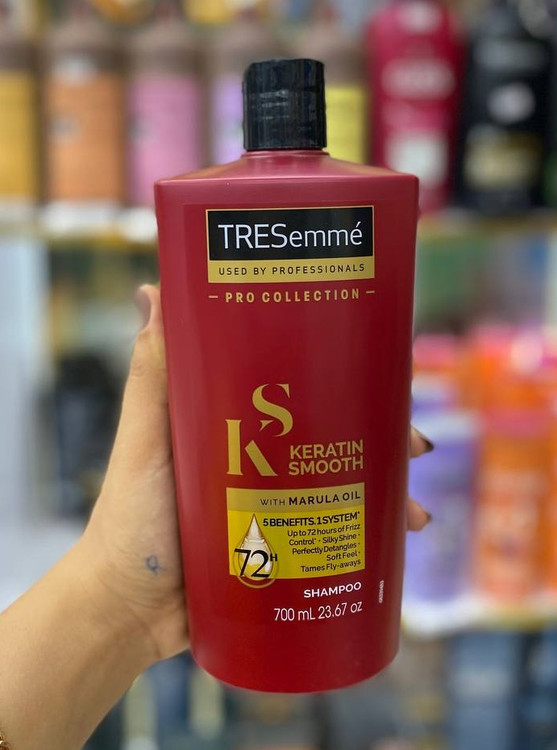 TRESemmé
USED BY PROFESSIONALS
PRO COLLECTION
KS
KERATIN
SMOOTH
WITH MARULA OIL
5 BENEFITS, 1 SYSTEM*
Up to 72 hours of Frizz
Control* • Silky Shine •
Perfectly Detangles •
Soft Feel •
Tames Fly-aways
72H
SHAMPOO
700 mL 23.67 oz